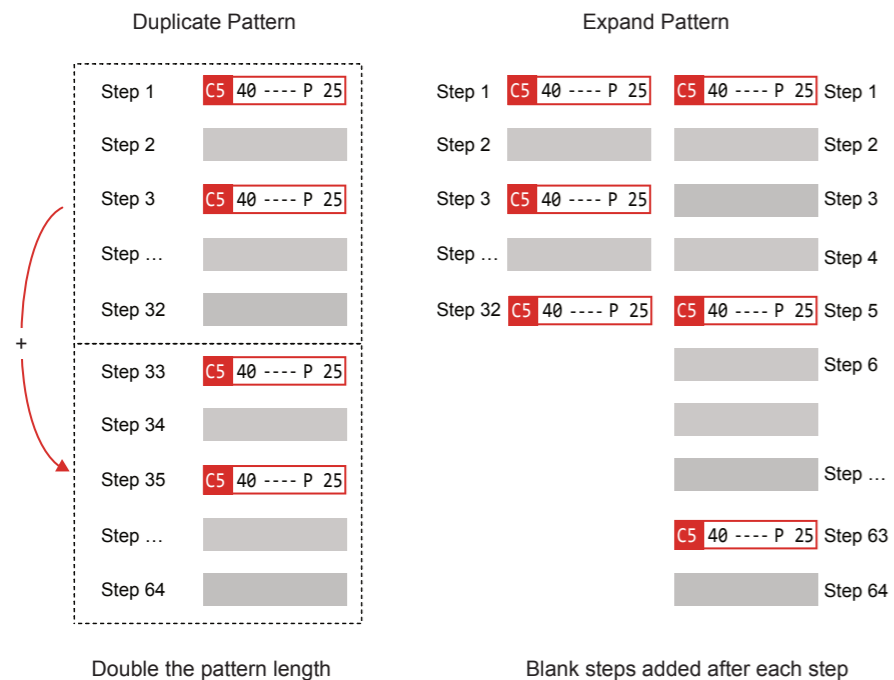 Duplicate Pattern
Step 1 C5 40 ---- P 25
Step 2
Step 3 C5 40 ---- P 25
Step …
Step 32
+
Step 33 C5 40 ---- P 25
Step 34
Step 35 C5 40 ---- P 25
Step …
Step 64
Double the pattern length
Expand Pattern
Step 1 C5 40 ---- P 25 C5 40 ---- P 25 Step 1
Step 2 Step 2
Step 3 C5 40 ---- P 25 Step 3
Step … Step 4
Step 32 C5 40 ---- P 25 C5 40 ---- P 25 Step 5
Step 6
Step …
C5 40 ---- P 25 Step 63
Step 64
Blank steps added after each step